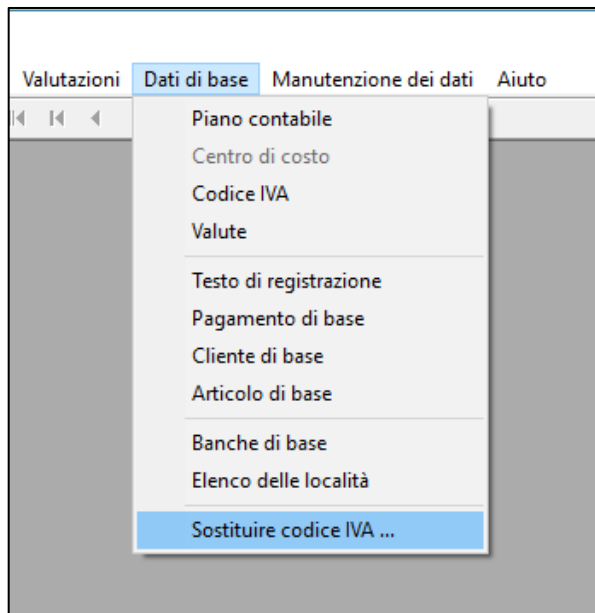 Valutazioni Dati di base Manutenzione dei dati Aiuto
Piano contabile
Centro di costo
Codice IVA
Valute
Testo di registrazione
Pagamento di base
Cliente di base
Articolo di base
Banche di base
Elenco delle località
Sostituire codice IVA ...